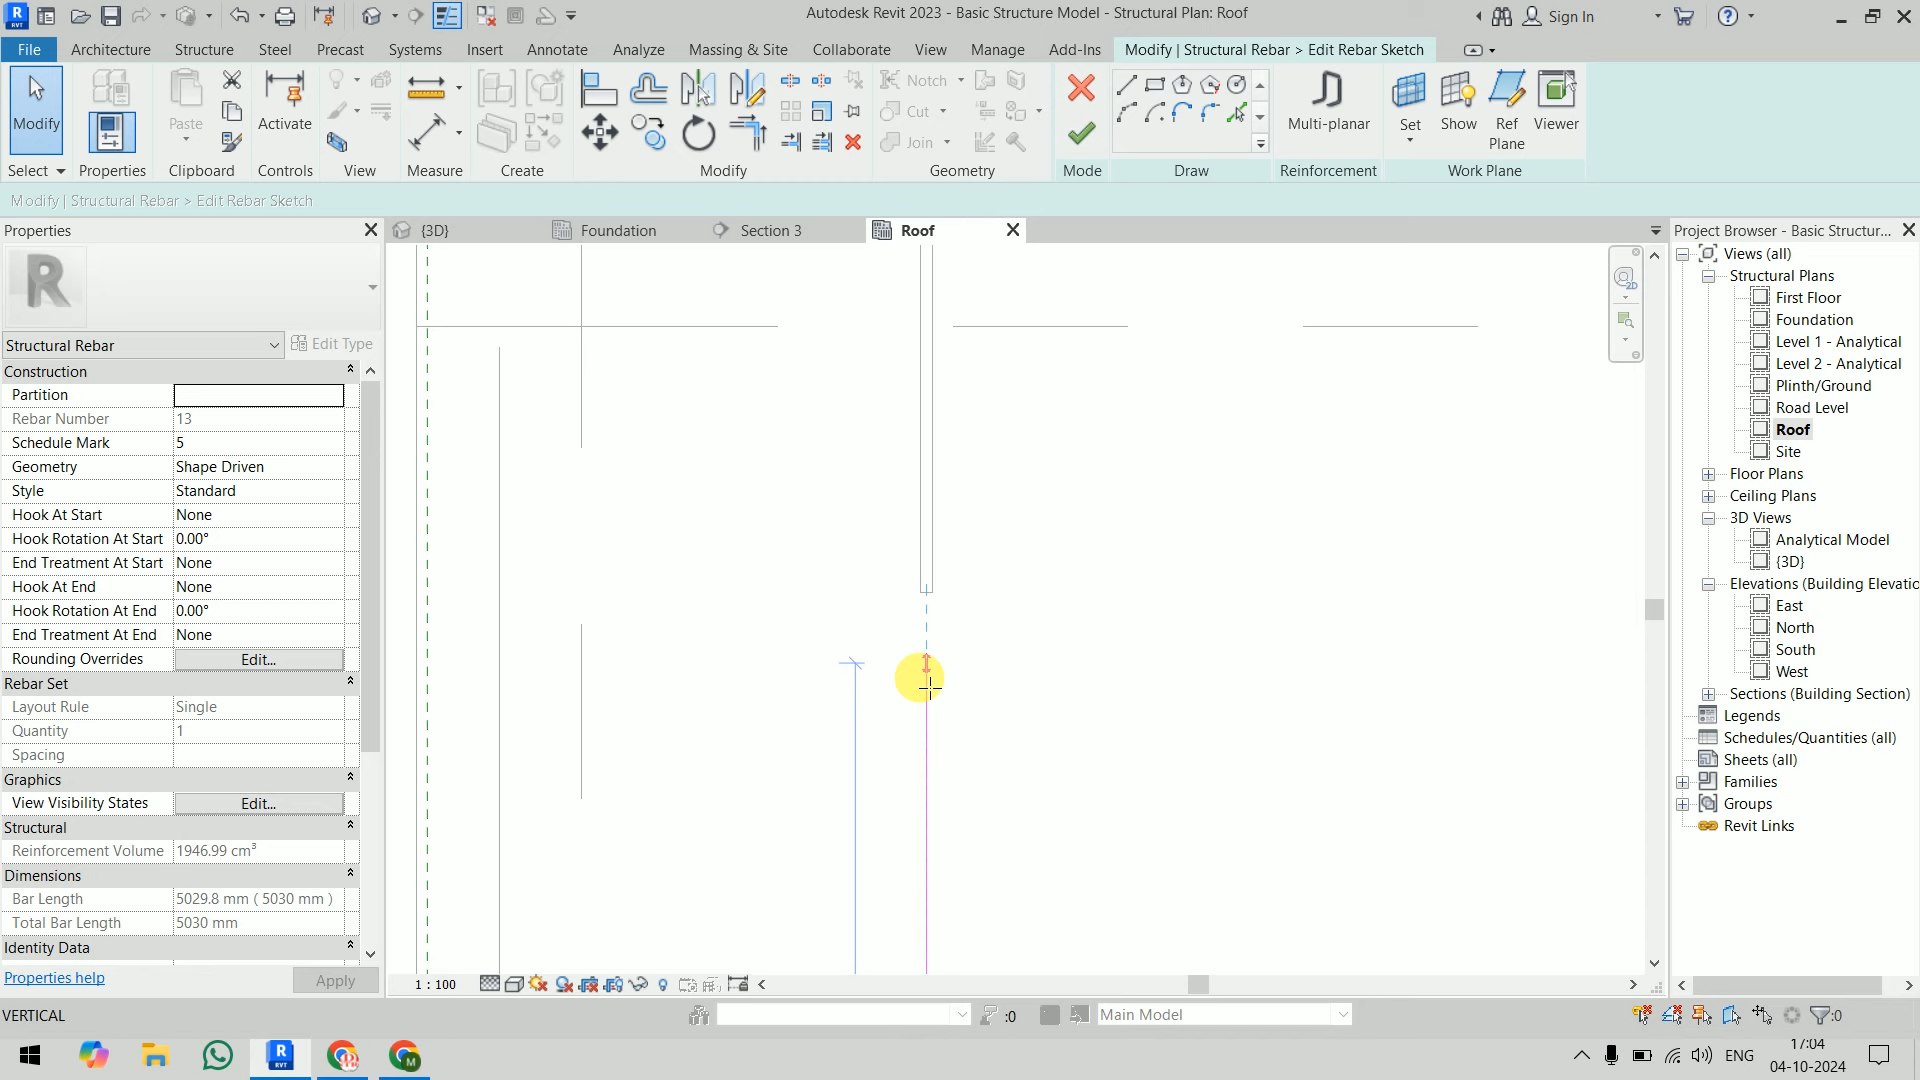 Autodesk Revit 2023 - Basic Structure Model - Structural Plan: Roof
Sign In
File Architecture Structure Steel Precast Systems Insert Annotate Analyze Massing & Site Collaborate View Manage Add-Ins Modify | Structural Rebar > Edit Rebar Sketch
Modify Paste Activate Notch Cut Join Multi-planar Set Show Ref Plane Viewer
Select Properties Clipboard Controls View Measure Create Modify Geometry Mode Draw Reinforcement Work Plane
Modify | Structural Rebar > Edit Rebar Sketch
Properties
{3D} Foundation Section 3 Roof
Project Browser - Basic Structur...
R
Structural Rebar Edit Type
Construction
Partition
Rebar Number 13
Schedule Mark 5
Geometry Shape Driven
Style Standard
Hook At Start None
Hook Rotation At Start 0.00°
End Treatment At Start None
Hook At End None
Hook Rotation At End 0.00°
End Treatment At End None
Rounding Overrides Edit...
Rebar Set
Layout Rule Single
Quantity 1
Spacing
Graphics
View Visibility States Edit...
Structural
Reinforcement Volume 1946.99 cm³
Dimensions
Bar Length 5029.8 mm ( 5030 mm )
Total Bar Length 5030 mm
Identity Data
Properties help Apply
2D
Views (all)
Structural Plans
First Floor
Foundation
Level 1 - Analytical
Level 2 - Analytical
Plinth/Ground
Road Level
Roof
Site
Floor Plans
Ceiling Plans
3D Views
Analytical Model
{3D}
Elevations (Building Elevatio
East
North
South
West
Sections (Building Section)
Legends
Schedules/Quantities (all)
Sheets (all)
Families
Groups
Revit Links
1 : 100
VERTICAL :0 Main Model :0
ENG
17:04
04-10-2024